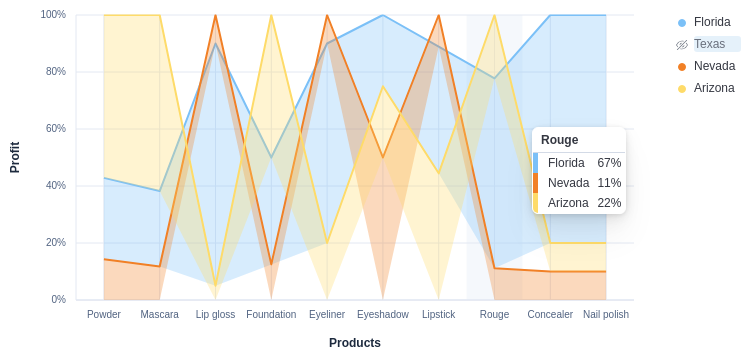 100%
80%
60%
40%
20%
0%
Profit
Powder
Mascara
Lip gloss
Foundation
Eyeliner
Eyeshadow
Lipstick
Rouge
Concealer
Nail polish
Products
Rouge
Florida 67%
Nevada 11%
Arizona 22%
Florida
Texas
Nevada
Arizona